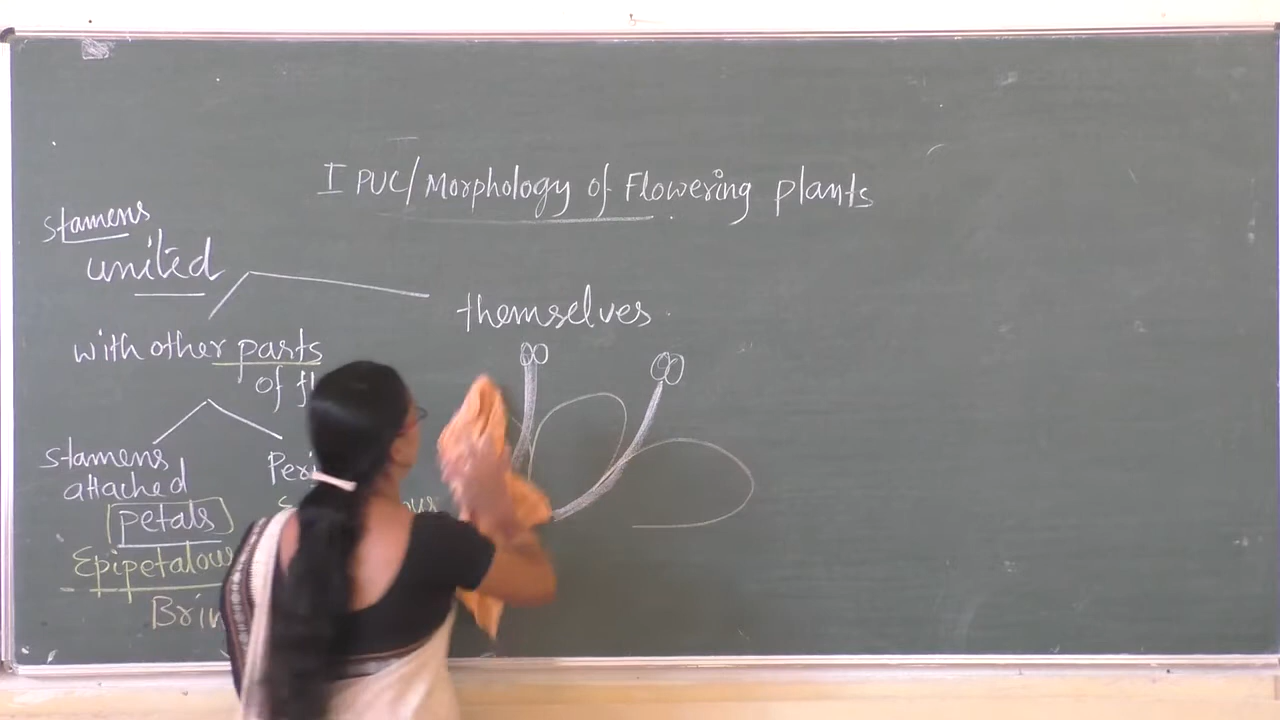 I PUC/Morphology of Flowering plants
stamens
united
themselves
with other parts
of
stamens
attached
petals
Epipetalous